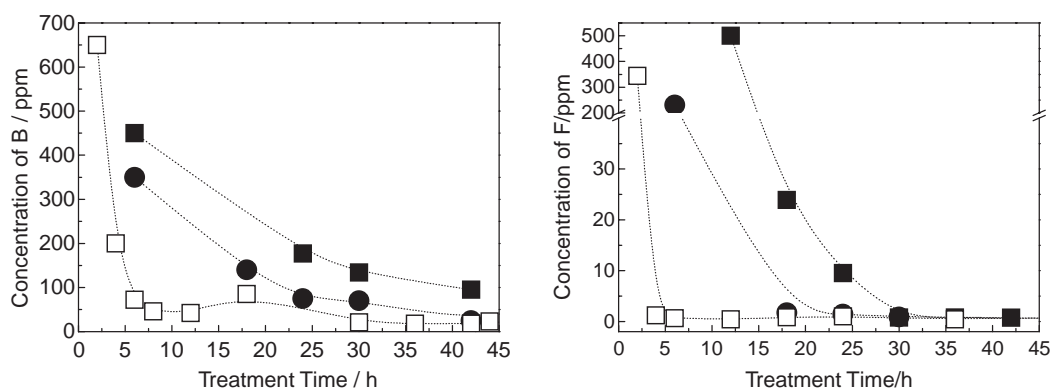 700
600
500
400
300
200
100
0
Concentration of B / ppm
0 5 10 15 20 25 30 35 40 45
Treatment Time / h
500
400
300
200
30
20
10
0
Concentration of F/ppm
0 5 10 15 20 25 30 35 40 45
Treatment Time/h